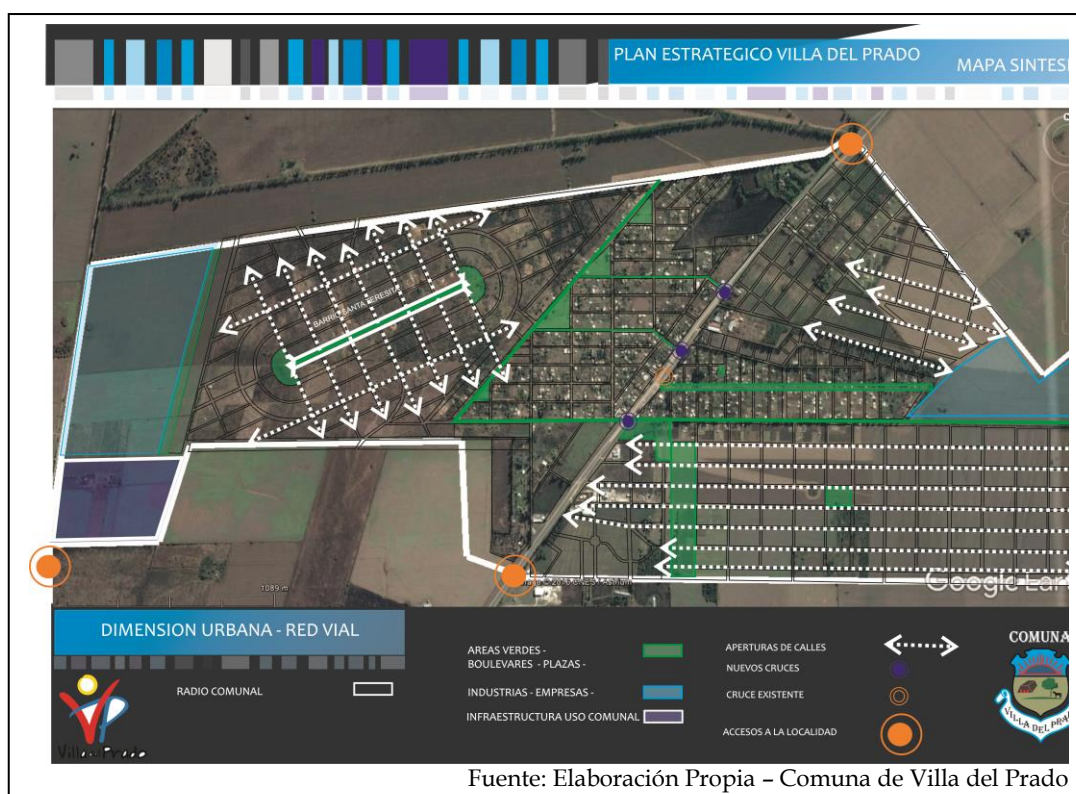 PLAN ESTRATEGICO VILLA DEL PRADO
MAPA SINTESI
BARRIO SANTA TERESITA
1089 m
Google Ear
DIMENSION URBANA - RED VIAL
RADIO COMUNAL
AREAS VERDES -
BOULEVARES - PLAZAS -
INDUSTRIAS - EMPRESAS -
INFRAESTRUCTURA USO COMUNAL
APERTURAS DE CALLES
NUEVOS CRUCES
CRUCE EXISTENTE
ACCESOS A LA LOCALIDAD
COMUNA
VILLA DEL PRAD
Villa del Prado
Fuente: Elaboración Propia – Comuna de Villa del Prado